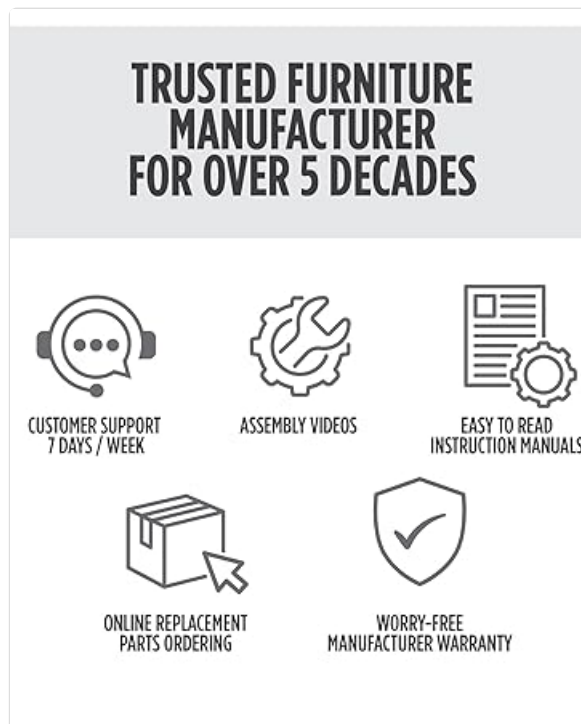 TRUSTED FURNITURE
MANUFACTURER
FOR OVER 5 DECADES
CUSTOMER SUPPORT
7 DAYS / WEEK
ASSEMBLY VIDEOS
EASY TO READ
INSTRUCTION MANUALS
ONLINE REPLACEMENT
PARTS ORDERING
WORRY-FREE
MANUFACTURER WARRANTY